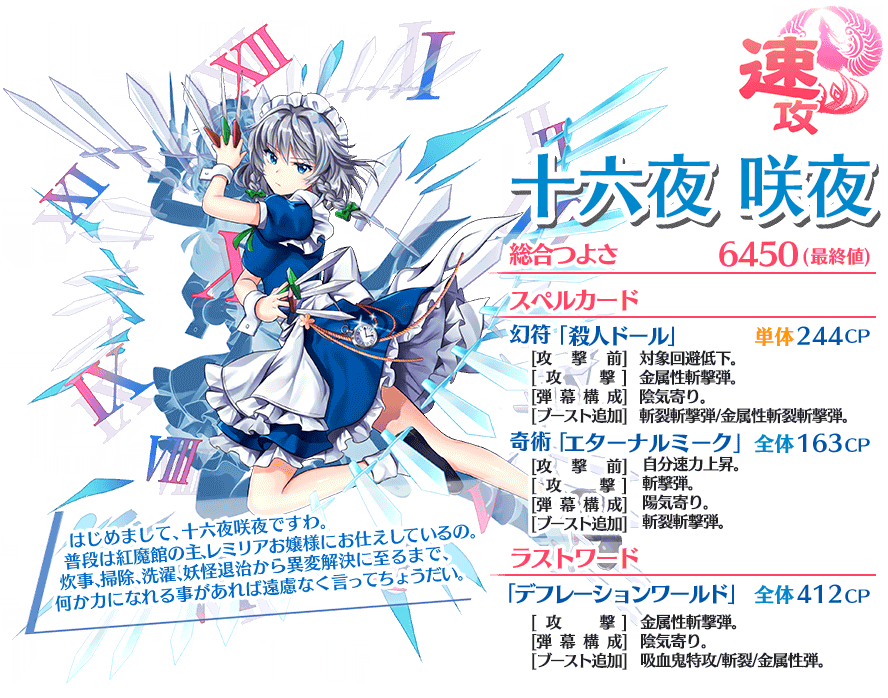 速攻
十六夜 咲夜
総合つよさ 6450(最終値)
スペルカード
幻符「殺人ドール」 単体244CP
[攻撃前] 対象回避低下。
[攻撃] 金属性斬撃弾。
[弾幕構成] 陰気寄り。
[ブースト追加] 斬裂斬撃弾/金属性斬裂斬撃弾。
奇術「エターナルミーク」 全体163CP
[攻撃前] 自分速力上昇。
[攻撃] 斬撃弾。
[弾幕構成] 陽気寄り。
[ブースト追加] 斬裂斬撃弾。
ラストワード
「デフレーションワールド」 全体412CP
[攻撃] 金属性斬撃弾。
[弾幕構成] 陰気寄り。
[ブースト追加] 吸血鬼特攻/斬裂/金属性弾。
はじめまして、十六夜咲夜ですわ。
普段は紅魔館の主、レミリアお嬢様にお仕えしているの。
炊事、掃除、洗濯、妖怪退治から異変解決に至るまで、
何か力になれる事があれば遠慮なく言ってちょうだい。
XII
I
II
XI
X
IX
VIII
V